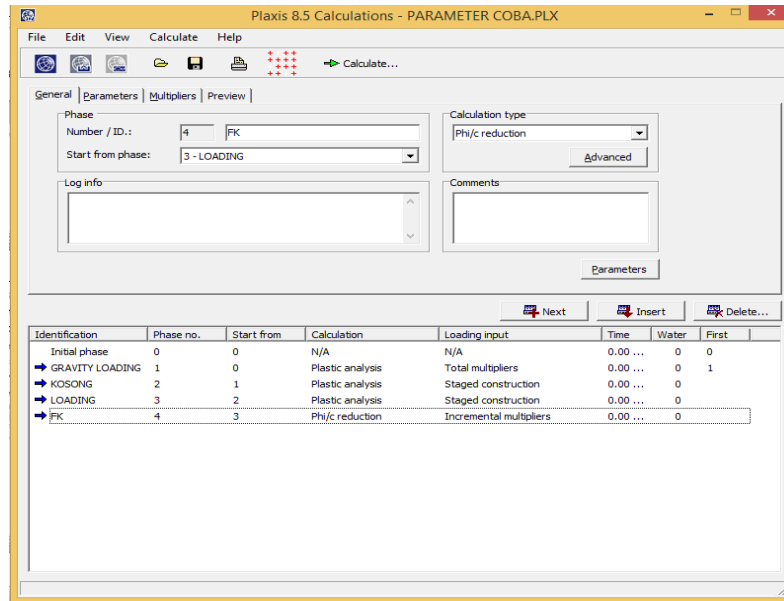 Plaxis 8.5 Calculations - PARAMETER COBA.PLX
File Edit View Calculate Help
Calculate...
General Parameters Multipliers Preview
Phase
Number / ID.: 4 FK
Start from phase: 3 - LOADING
Calculation type
Phi/c reduction
Advanced
Log info
Comments
Parameters
Next Insert Delete...
Identification Phase no. Start from Calculation Loading input Time Water First
Initial phase 0 0 N/A N/A 0.00 ... 0 0
GRAVITY LOADING 1 0 Plastic analysis Total multipliers 0.00 ... 0 1
KOSONG 2 1 Plastic analysis Staged construction 0.00 ... 0
LOADING 3 2 Plastic analysis Staged construction 0.00 ... 0
FK 4 3 Phi/c reduction Incremental multipliers 0.00 ... 0